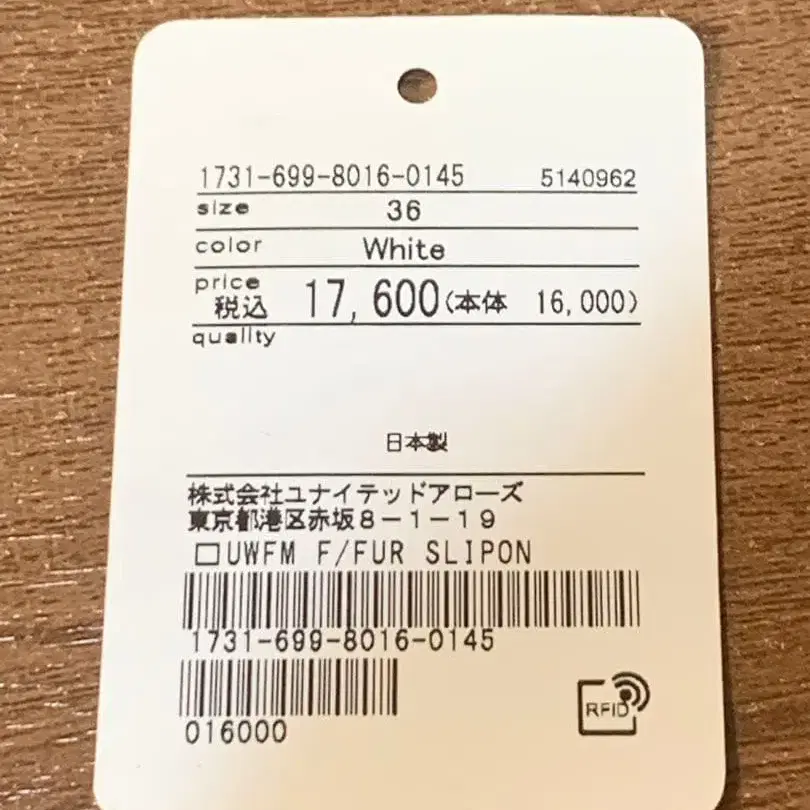 1731-699-8016-0145 5140962
size 36
color White
price
税込 17,600(本体 16,000)
quality
日本製
株式会社ユナイテッドアローズ
東京都港区赤坂8-1-19
□UWFM F/FUR SLIPON
1731-699-8016-0145
016000
RFID